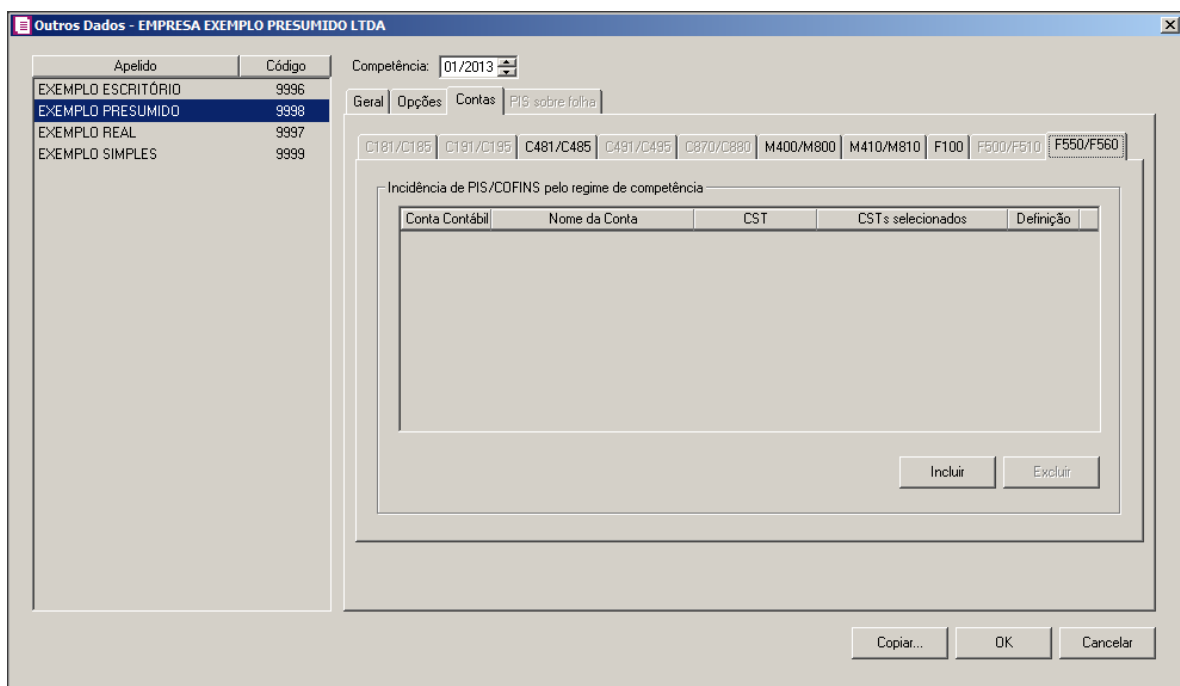 Outros Dados - EMPRESA EXEMPLO PRESUMIDO LTDA
Apelido Código
EXEMPLO ESCRITÓRIO 9996
EXEMPLO PRESUMIDO 9998
EXEMPLO REAL 9997
EXEMPLO SIMPLES 9999
Competência: 01/2013
Geral Opções Contas PIS sobre folha
C181/C185 C191/C195 C481/C485 C491/C495 C870/C880 M400/M800 M410/M810 F100 F500/F510 F550/F560
Incidência de PIS/COFINS pelo regime de competência
Conta Contábil Nome da Conta CST CSTs selecionados Definição
Incluir Excluir
Copiar... OK Cancelar